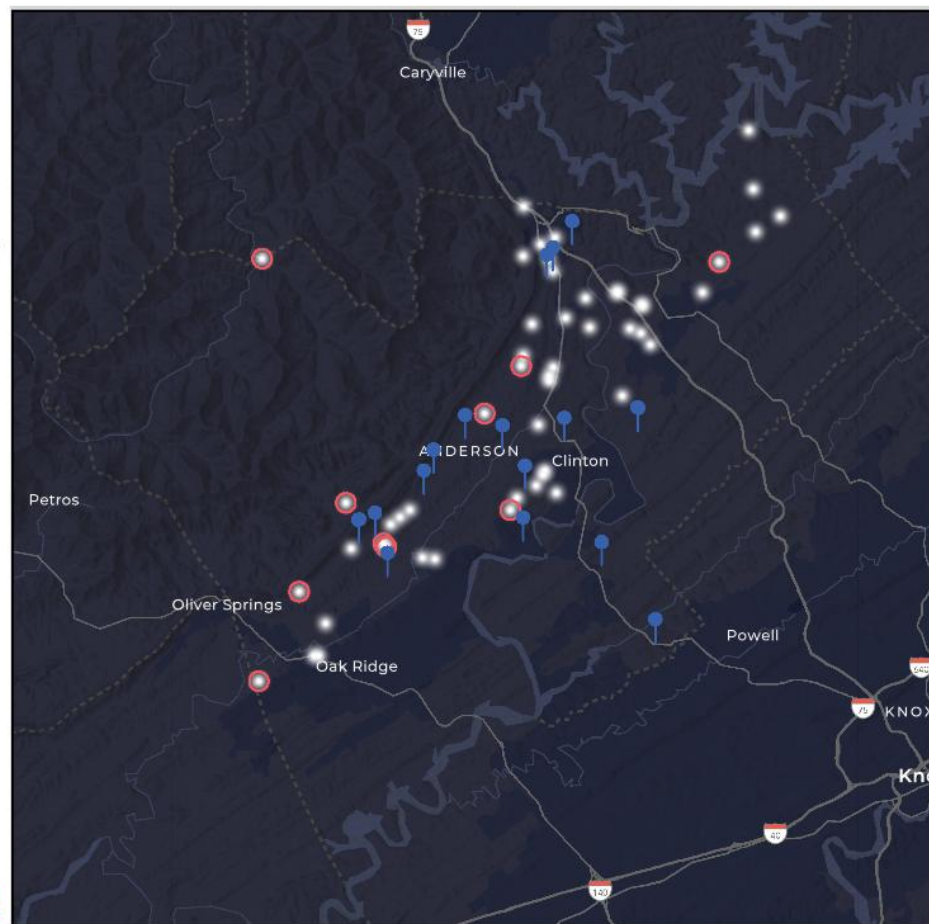 75
Caryville
ANDERSON
Clinton
Petros
Oliver Springs
Powell
Oak Ridge
640
75
KNOX
Kno
40
140